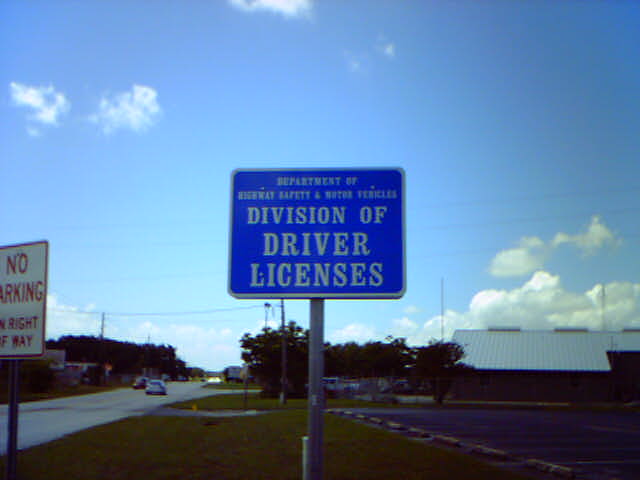 DEPARTMENT OF
HIGHWAY SAFETY & MOTOR VEHICLES
DIVISION OF
DRIVER
LICENSES
NO
ARKING
N RIGHT
F WAY